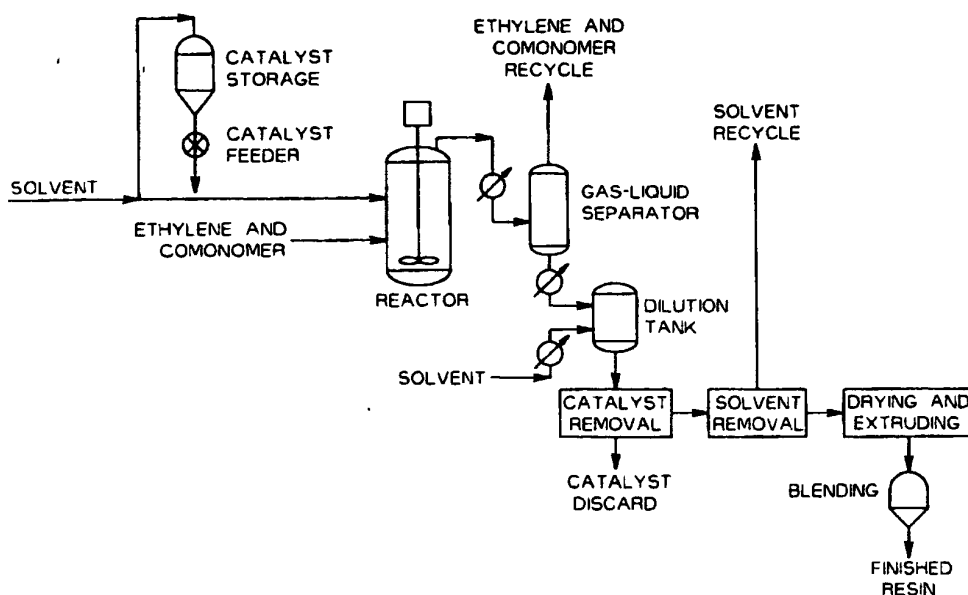 ETHYLENE AND
COMONOMER
RECYCLE
CATALYST
STORAGE
CATALYST
FEEDER
SOLVENT
RECYCLE
SOLVENT
GAS-LIQUID
SEPARATOR
ETHYLENE AND
COMONOMER
REACTOR
DILUTION
TANK
SOLVENT
CATALYST
REMOVAL
SOLVENT
REMOVAL
DRYING AND
EXTRUDING
CATALYST
DISCARD
BLENDING
FINISHED
RESIN